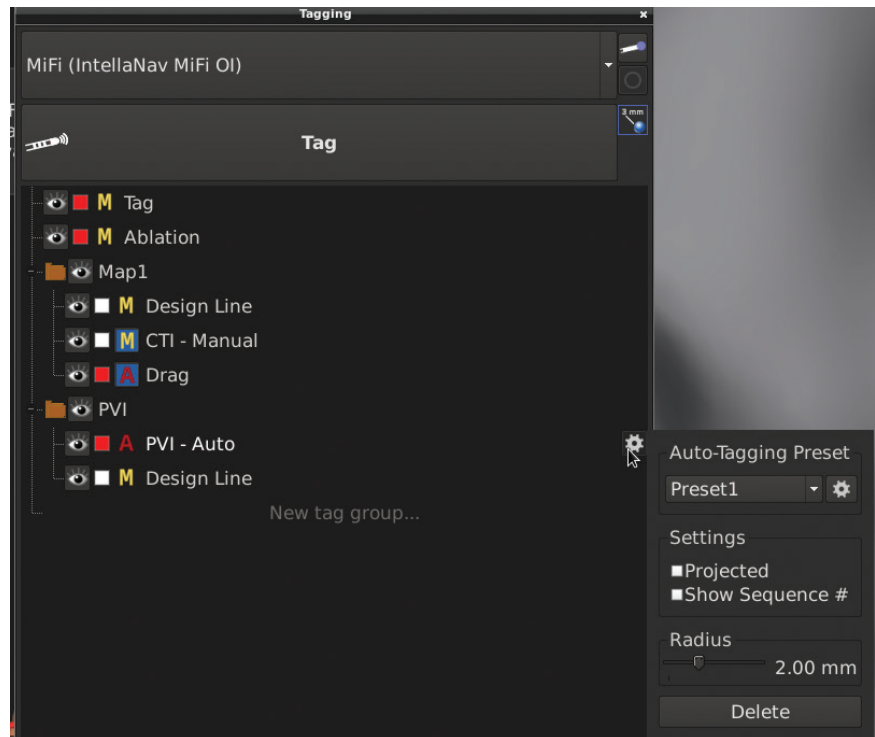 Tagging
MiFi (IntellaNav MiFi OI)
3 mm
Tag
M Tag
M Ablation
Map1
M Design Line
M CTI - Manual
A Drag
PVI
A PVI - Auto
M Design Line
New tag group...
Auto-Tagging Preset
Preset1
Settings
Projected
Show Sequence #
Radius
2.00 mm
Delete